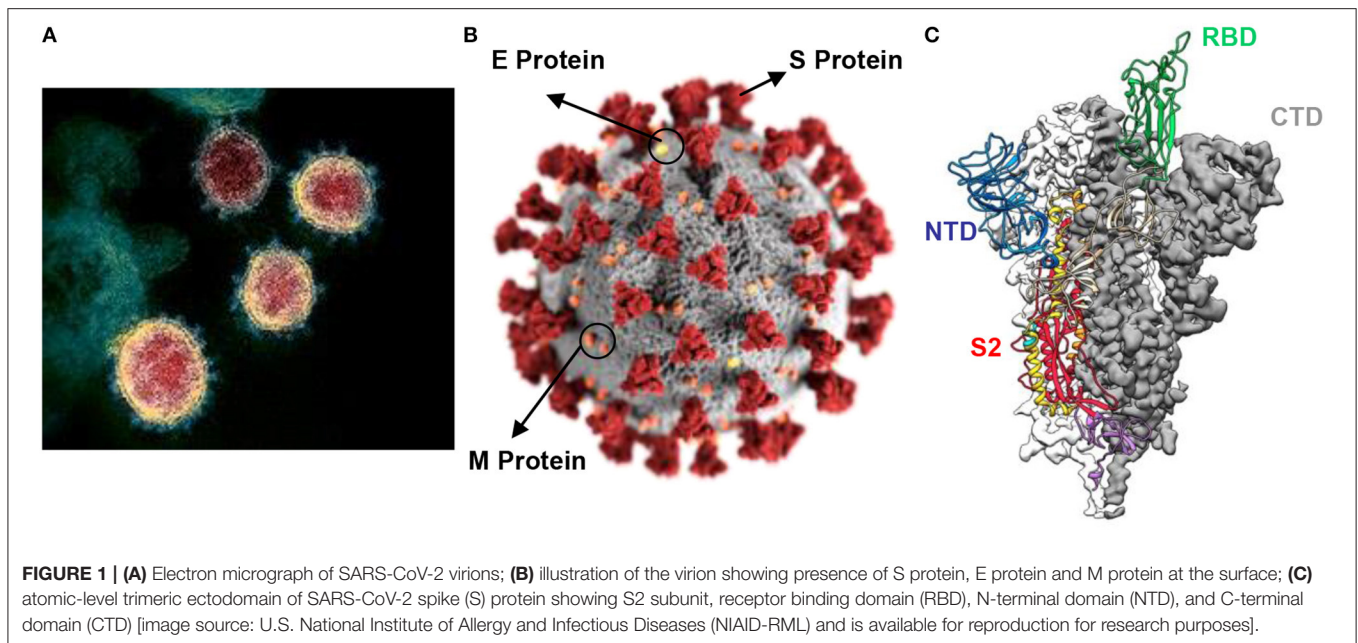 A
B
C
E Protein
S Protein
RBD
CTD
NTD
S2
M Protein
FIGURE 1 | (A) Electron micrograph of SARS-CoV-2 virions; (B) illustration of the virion showing presence of S protein, E protein and M protein at the surface; (C)
atomic-level trimeric ectodomain of SARS-CoV-2 spike (S) protein showing S2 subunit, receptor binding domain (RBD), N-terminal domain (NTD), and C-terminal
domain (CTD) [image source: U.S. National Institute of Allergy and Infectious Diseases (NIAID-RML) and is available for reproduction for research purposes].